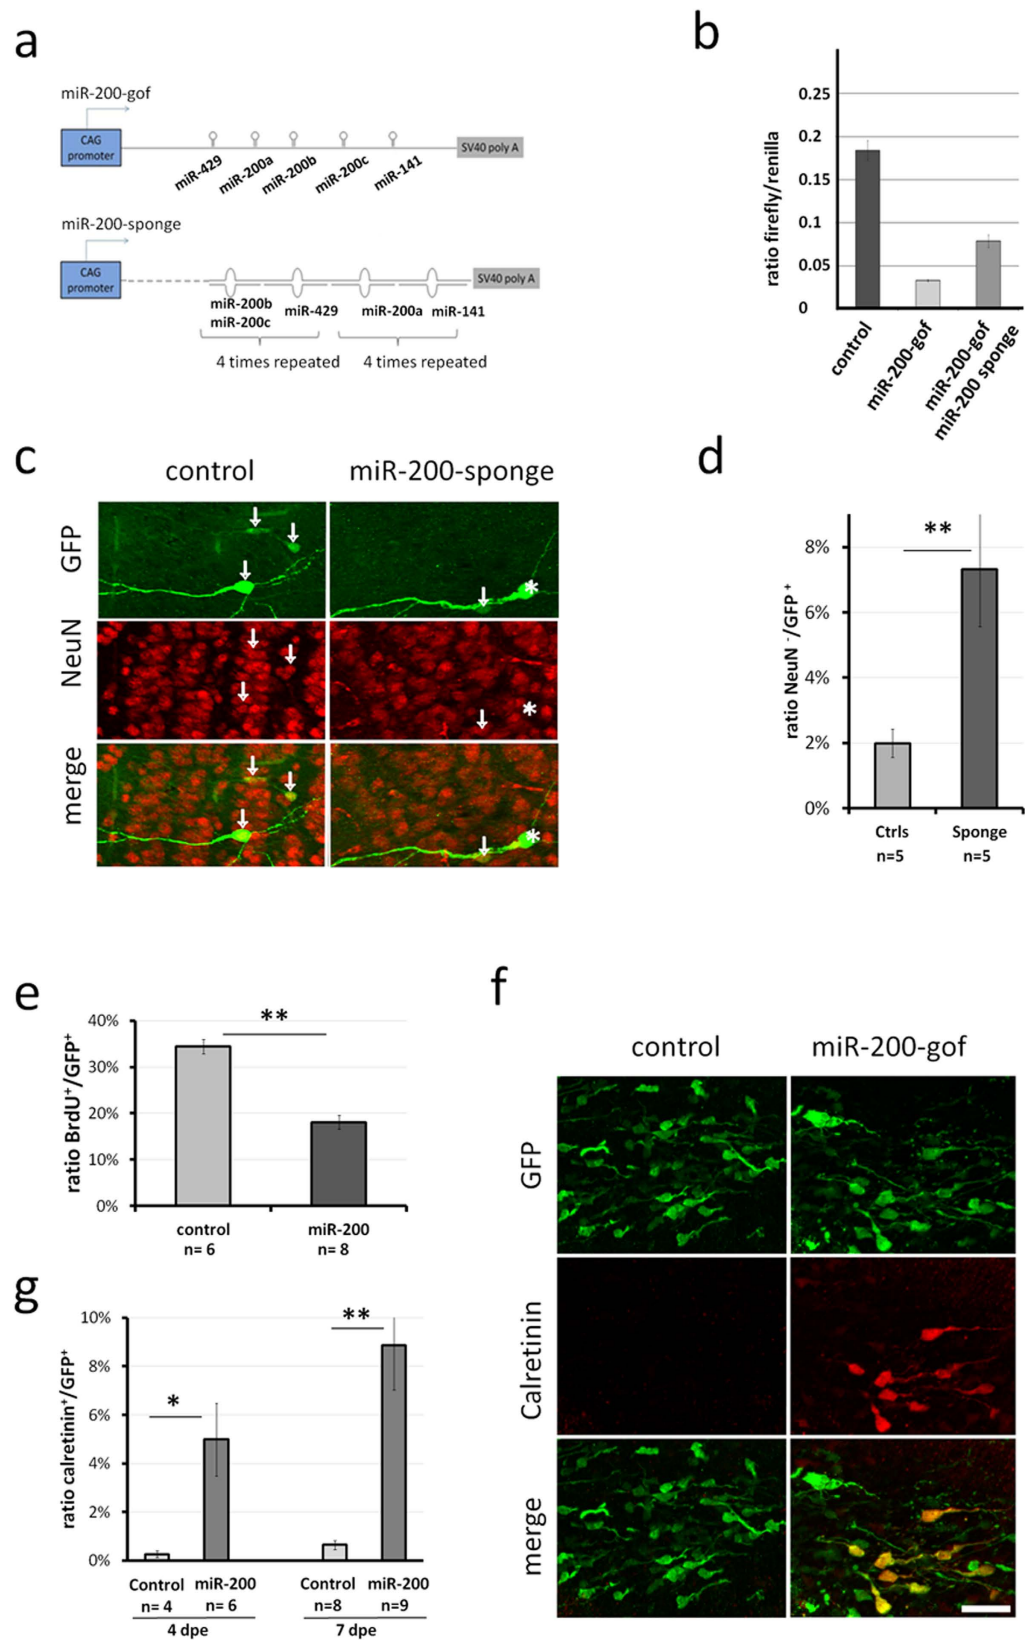 a
miR-200-gof
CAG
promoter
miR-429
miR-200a
miR-200b
miR-200c
miR-141
SV40 poly A
miR-200-sponge
CAG
promoter
SV40 poly A
miR-200b
miR-200c
miR-429
miR-200a
miR-141
4 times repeated
4 times repeated
b
ratio firefly/renilla
0.25
0.2
0.15
0.1
0.05
0
control
miR-200-gof
miR-200-gof
miR-200 sponge
c
control
miR-200-sponge
GFP
*
NeuN
*
merge
*
d
ratio NeuN⁻/GFP⁺
8%
6%
4%
2%
0%
**
Ctrls
n=5
Sponge
n=5
e
ratio BrdU⁺/GFP⁺
40%
30%
20%
10%
0%
**
control
n= 6
miR-200
n= 8
f
control
miR-200-gof
GFP
Calretinin
merge
g
ratio calretinin⁺/GFP⁺
10%
8%
6%
4%
2%
0%
*
**
Control
n= 4
miR-200
n= 6
4 dpe
Control
n=8
miR-200
n=9
7 dpe